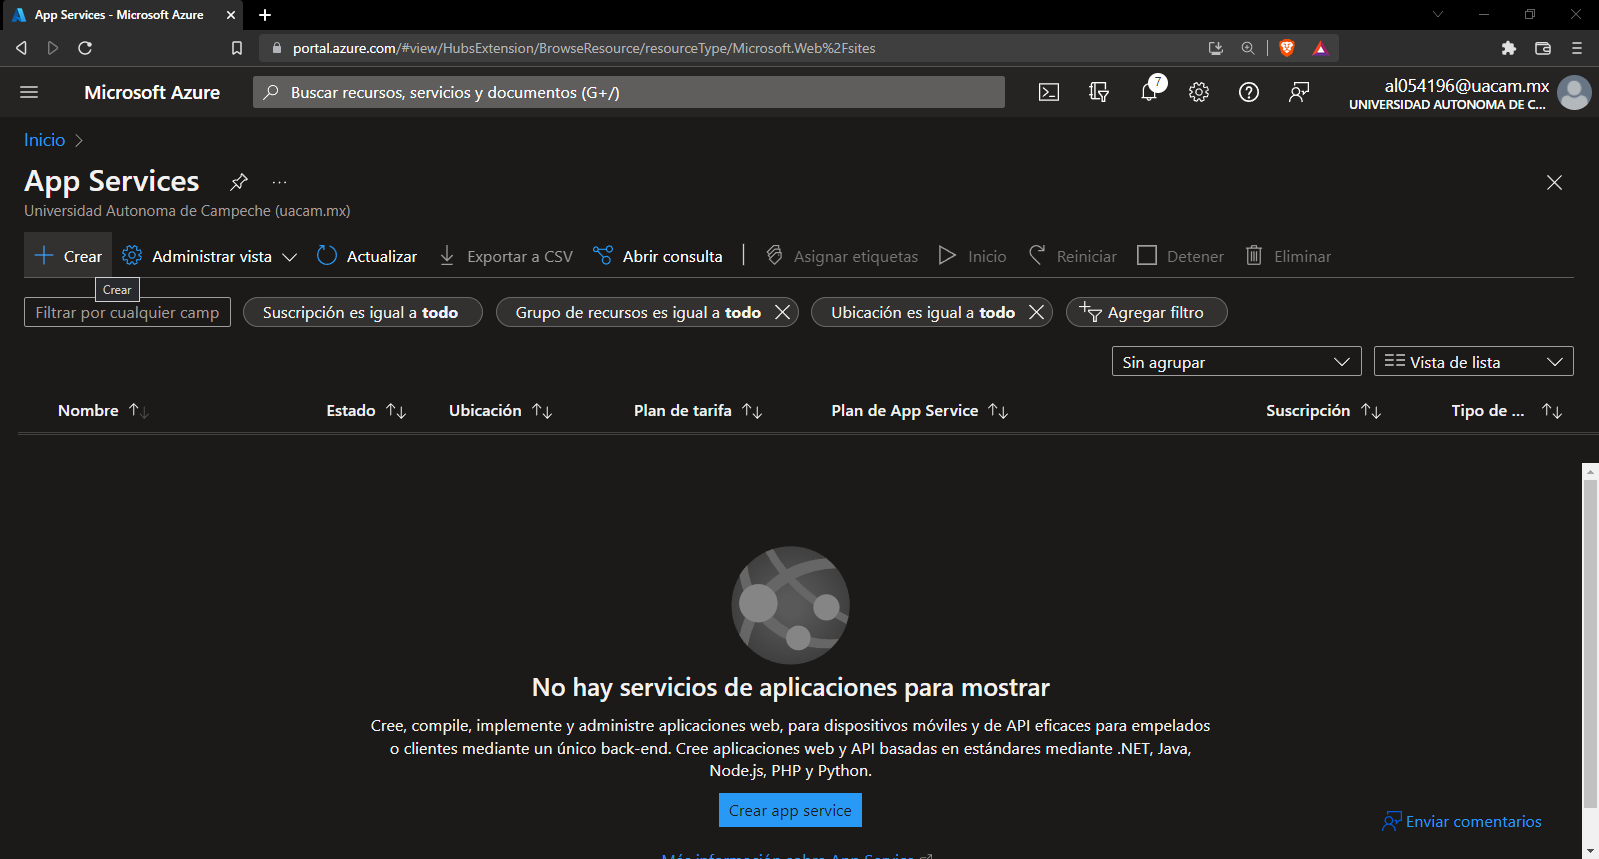 App Services - Microsoft Azure
portal.azure.com/#view/HubsExtension/BrowseResource/resourceType/Microsoft.Web%2Fsites
Microsoft Azure
Buscar recursos, servicios y documentos (G+/)
7
al054196@uacam.mx
UNIVERSIDAD AUTONOMA DE C...
Inicio
App Services
...
Universidad Autonoma de Campeche (uacam.mx)
Crear Administrar vista Actualizar Exportar a CSV Abrir consulta Asignar etiquetas Inicio Reiniciar Detener Eliminar
Crear
Filtrar por cualquier camp Suscripción es igual a todo Grupo de recursos es igual a todo Ubicación es igual a todo Agregar filtro
Sin agrupar Vista de lista
Nombre Estado Ubicación Plan de tarifa Plan de App Service Suscripción Tipo de ...
No hay servicios de aplicaciones para mostrar
Cree, compile, implemente y administre aplicaciones web, para dispositivos móviles y de API eficaces para empelados
o clientes mediante un único back-end. Cree aplicaciones web y API basadas en estándares mediante .NET, Java,
Node.js, PHP y Python.
Crear app service
Enviar comentarios
Más información sobre App Service